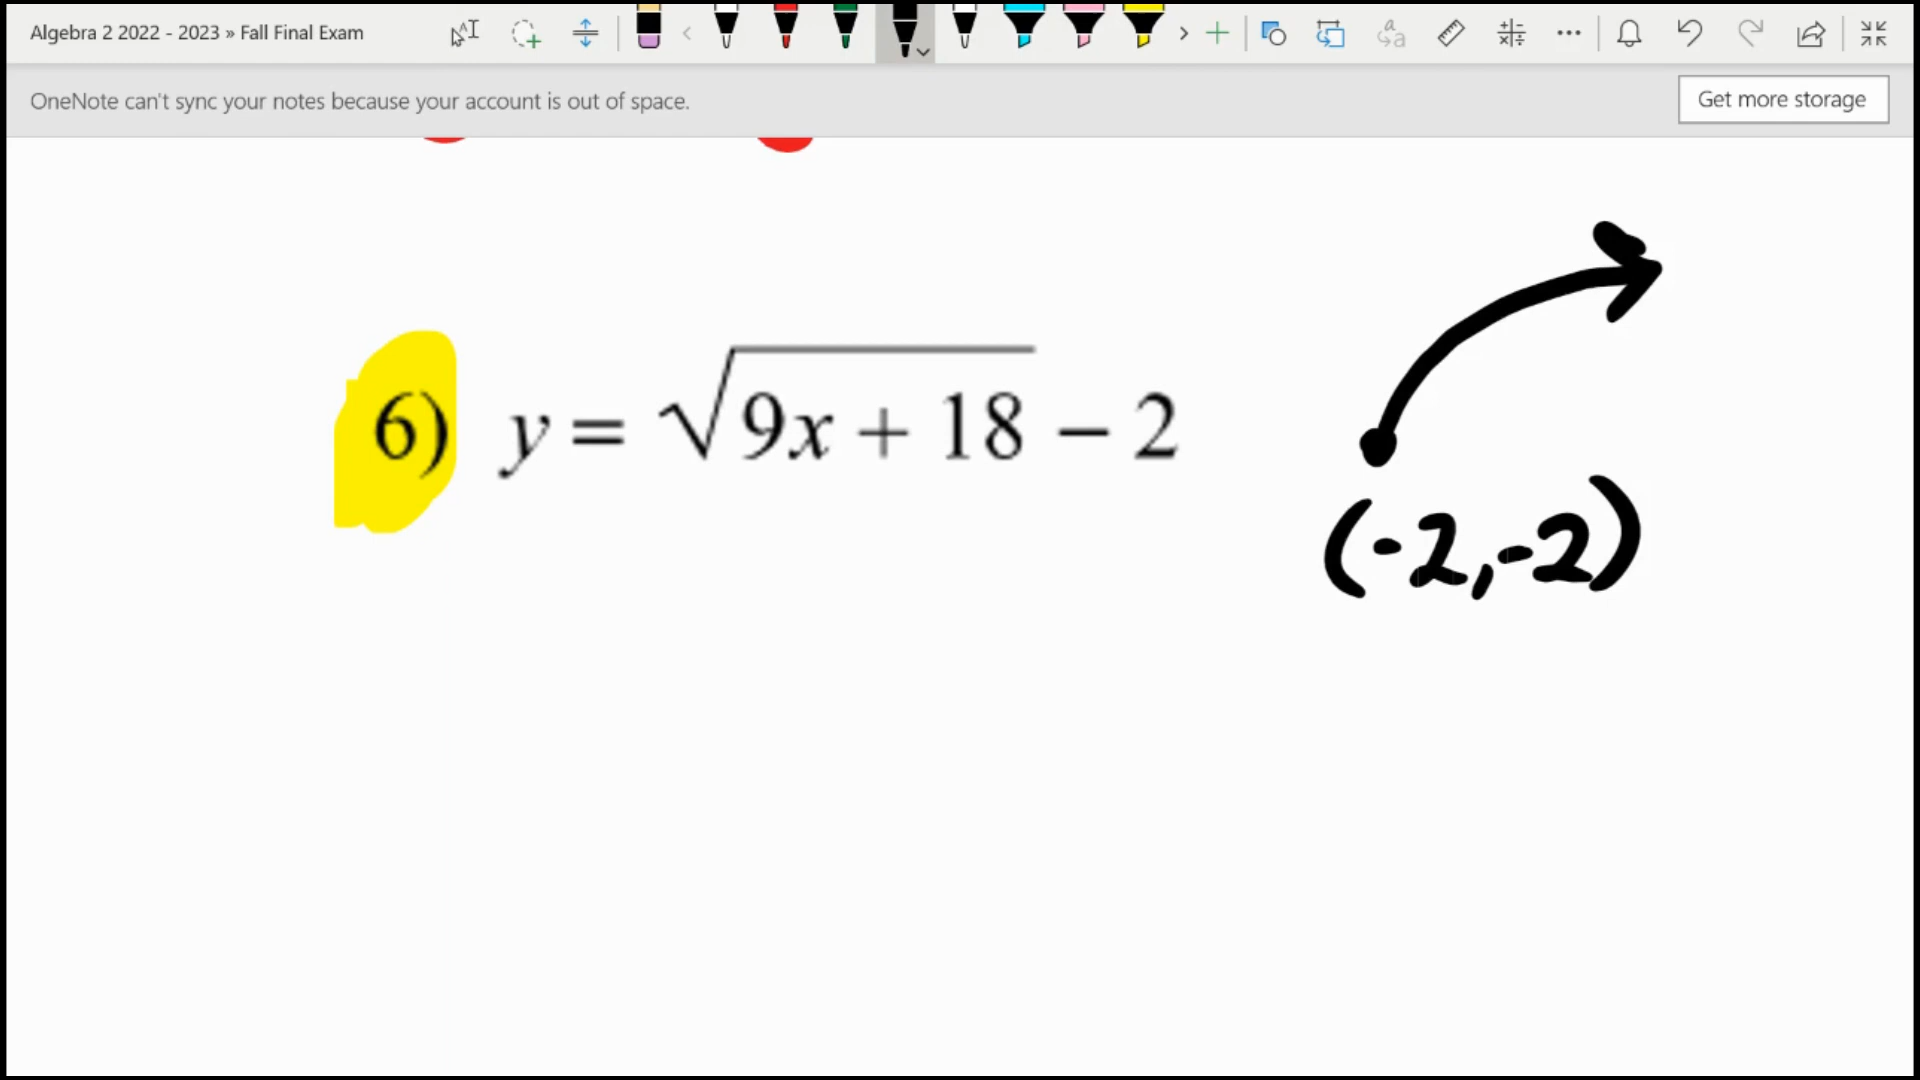 Algebra 2 2022 - 2023 » Fall Final Exam
OneNote can't sync your notes because your account is out of space.
Get more storage
6) y = √9x + 18 − 2
(-2,-2)